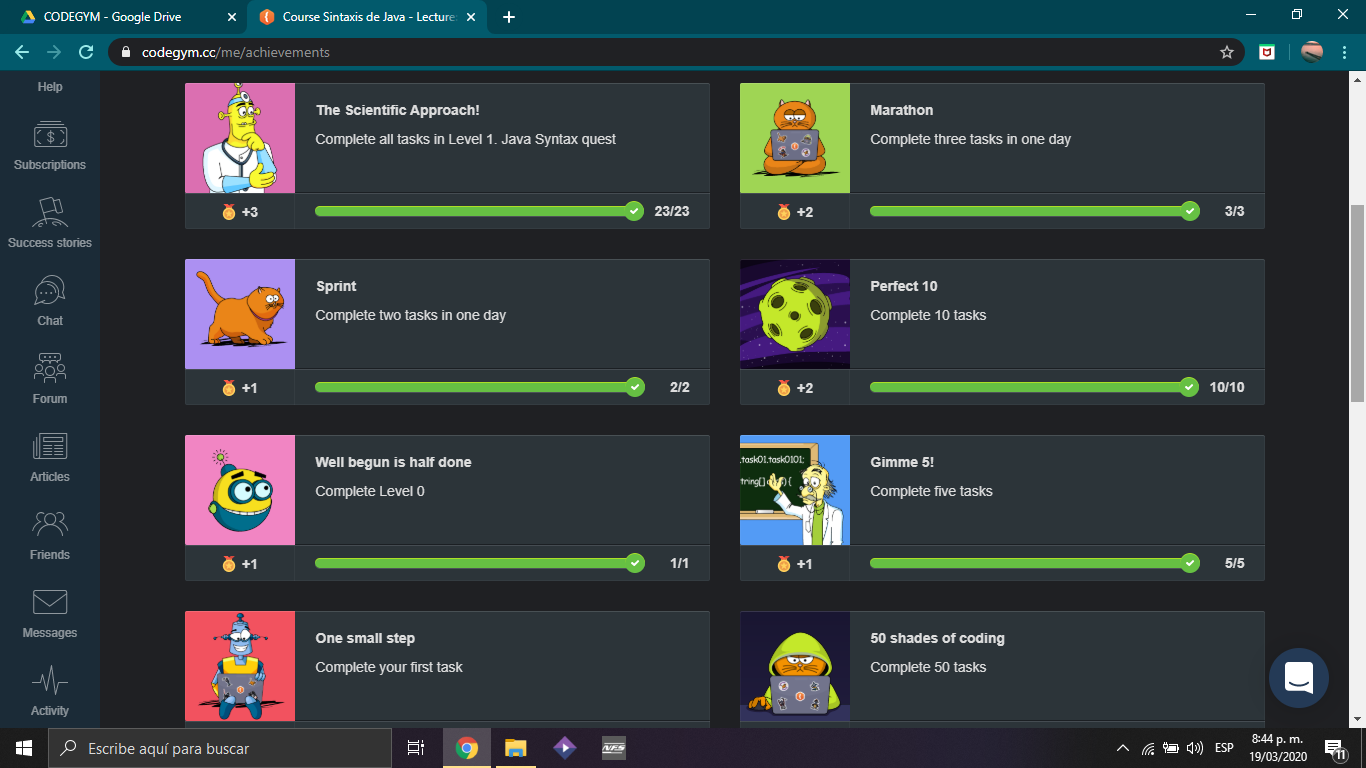 CODEGYM - Google Drive
Course Sintaxis de Java - Lecture:
codegym.cc/me/achievements
Help
Subscriptions
Success stories
Chat
Forum
Articles
Friends
Messages
Activity
The Scientific Approach!
Complete all tasks in Level 1. Java Syntax quest
+3
23/23
Marathon
Complete three tasks in one day
+2
3/3
Sprint
Complete two tasks in one day
+1
2/2
Perfect 10
Complete 10 tasks
+2
10/10
Well begun is half done
Complete Level 0
+1
1/1
.task01.task0101;
Gimme 5!
Complete five tasks
+1
5/5
One small step
Complete your first task
50 shades of coding
Complete 50 tasks
Escribe aquí para buscar
NFS
ESP
8:44 p. m.
19/03/2020
11